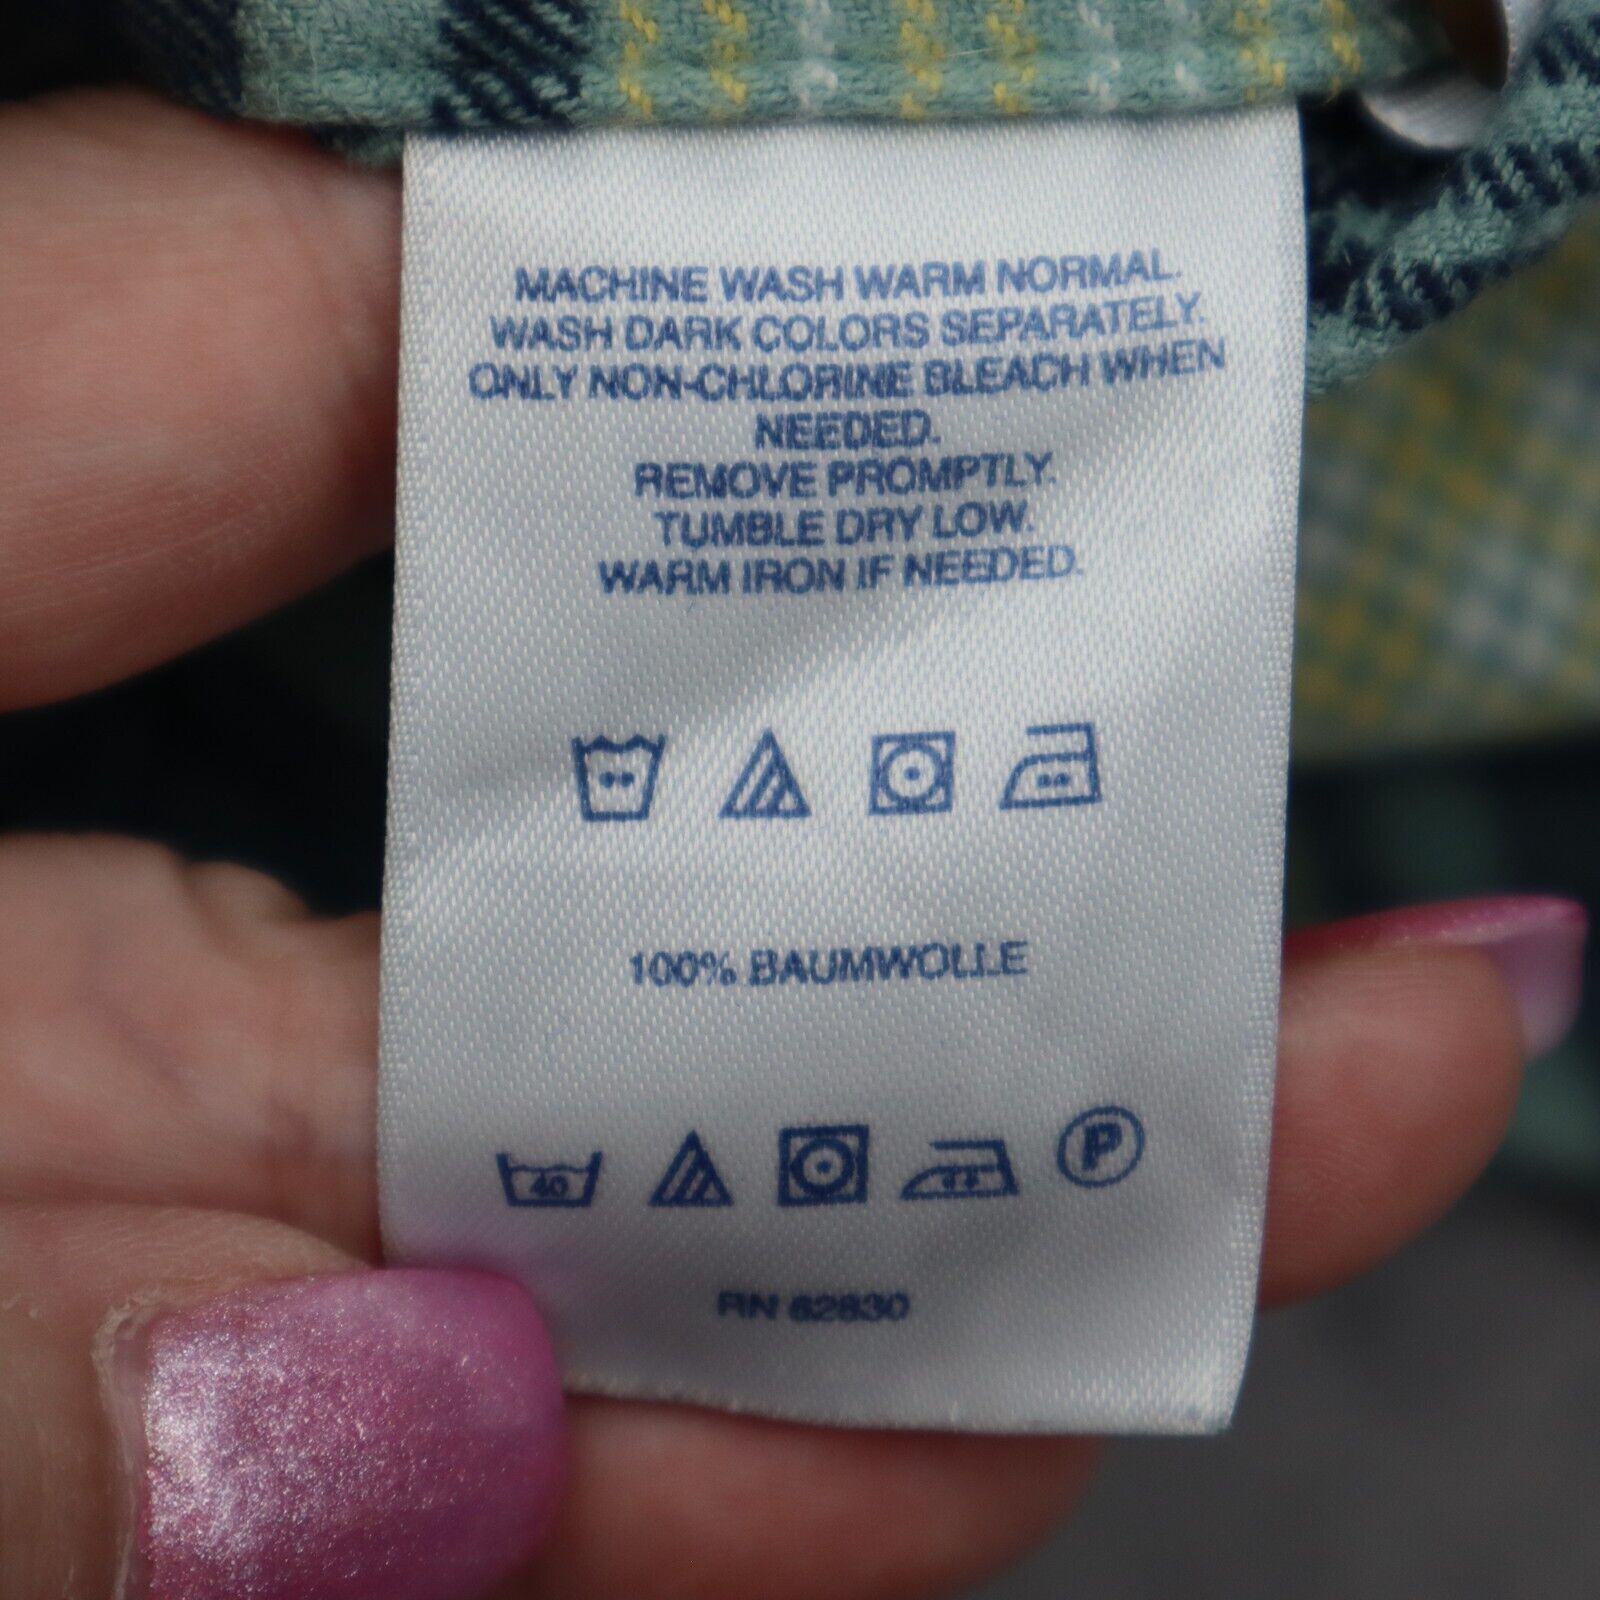 MACHINE WASH WARM NORMAL.
WASH DARK COLORS SEPARATELY.
ONLY NON-CHLORINE BLEACH WHEN
NEEDED.
REMOVE PROMPTLY.
TUMBLE DRY LOW.
WARM IRON IF NEEDED.
100% BAUMWOLLE
40 P
RN 62830